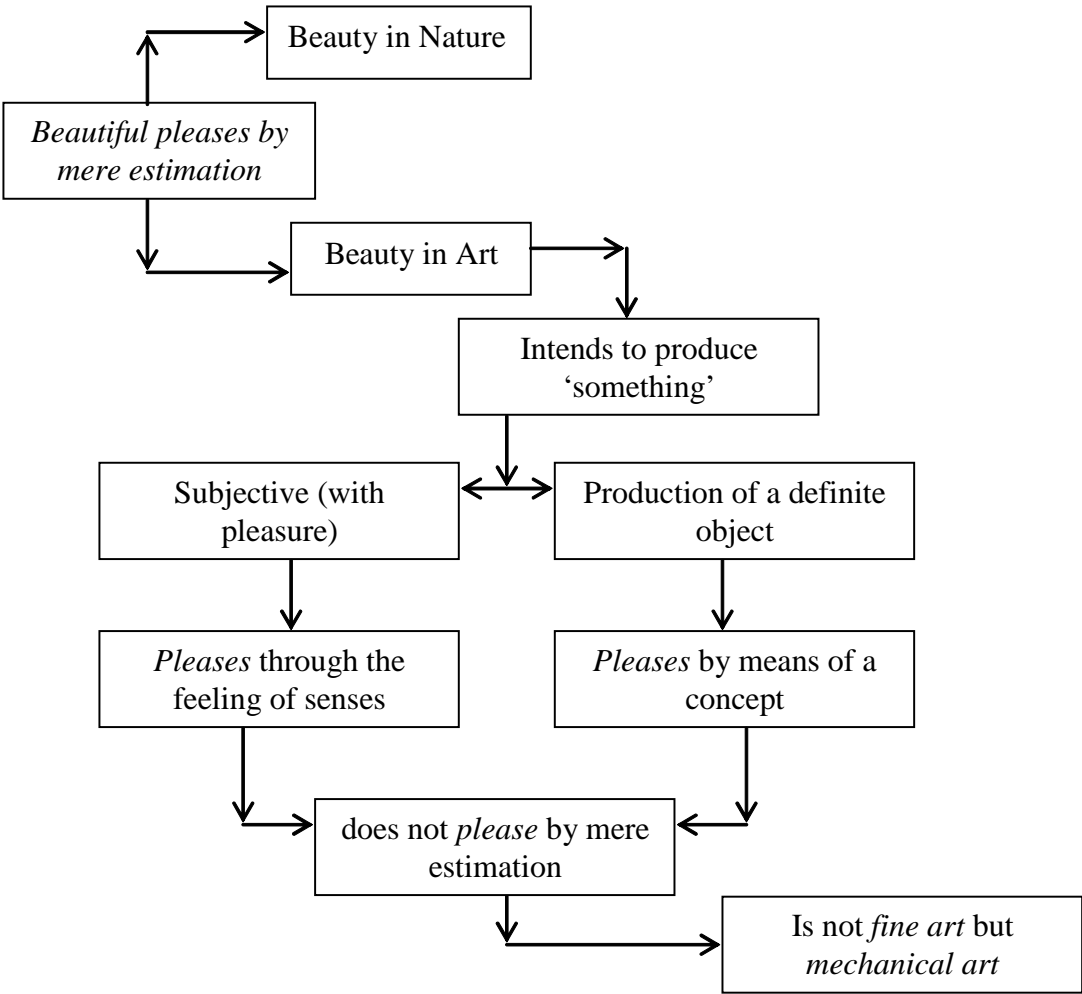 Beauty in Nature
Beautiful pleases by
mere estimation
Beauty in Art
Intends to produce
‘something’
Subjective (with
pleasure)
Production of a definite
object
Pleases through the
feeling of senses
Pleases by means of a
concept
does not please by mere
estimation
Is not fine art but
mechanical art